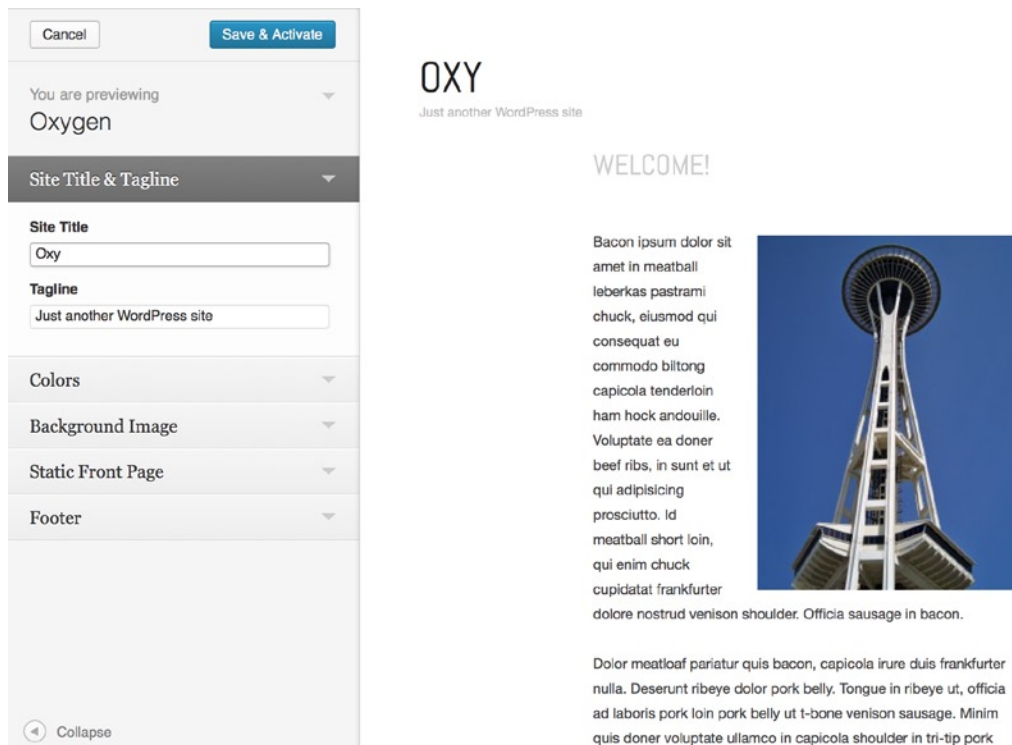 Cancel
Save & Activate
You are previewing
Oxygen
Site Title & Tagline
Site Title
Oxy
Tagline
Just another WordPress site
Colors
Background Image
Static Front Page
Footer
Collapse
OXY
Just another WordPress site
WELCOME!
Bacon ipsum dolor sit
amet in meatball
leberkas pastrami
chuck, eiusmod qui
consequat eu
commodo biltong
capicola tenderloin
ham hock andouille.
Voluptate ea doner
beef ribs, in sunt et ut
qui adipisicing
prosciutto. Id
meatball short loin,
qui enim chuck
cupidatat frankfurter
dolore nostrud venison shoulder. Officia sausage in bacon.
Dolor meatloaf pariatur quis bacon, capicola irure duis frankfurter
nulla. Deserunt ribeye dolor pork belly. Tongue in ribeye ut, officia
ad laboris pork loin pork belly ut t-bone venison sausage. Minim
quis doner voluptate ullamco in capicola shoulder in tri-tip pork